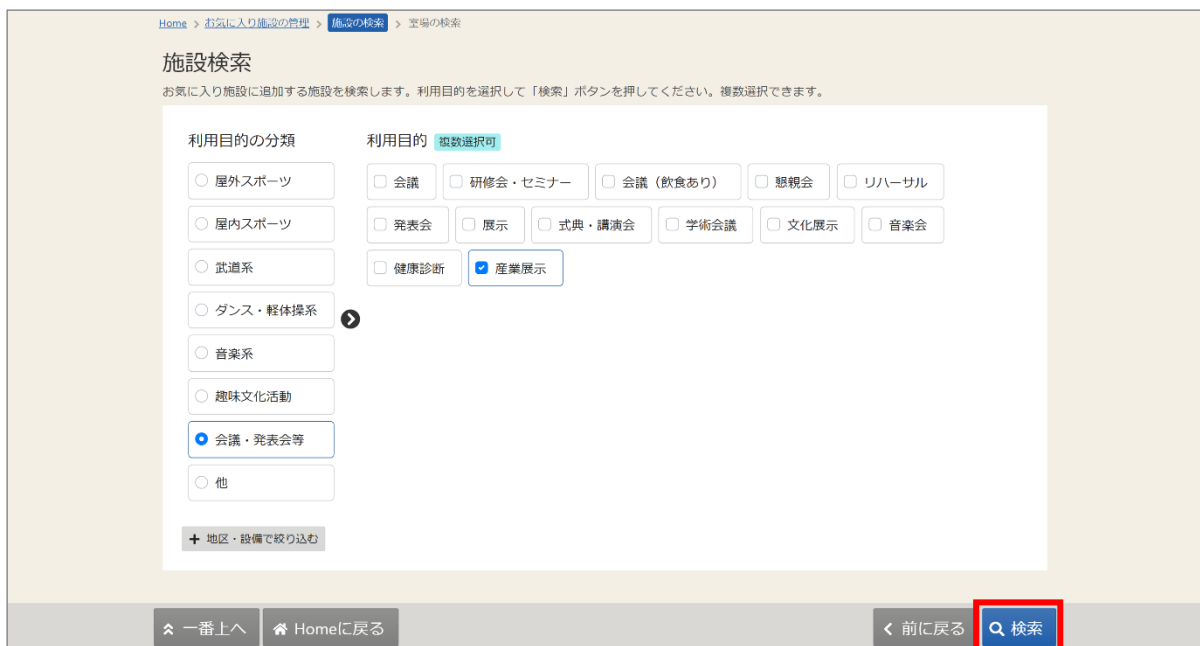 Home > お気に入り施設の管理 > 施設の検索 > 室場の検索
施設検索
お気に入り施設に追加する施設を検索します。利用目的を選択して「検索」ボタンを押してください。複数選択できます。
利用目的の分類
屋外スポーツ
屋内スポーツ
武道系
ダンス・軽体操系
音楽系
趣味文化活動
会議・発表会等
他
+ 地区・設備で絞り込む
利用目的 複数選択可
会議 研修会・セミナー 会議（飲食あり） 懇親会 リハーサル
発表会 展示 式典・講演会 学術会議 文化展示 音楽会
健康診断 産業展示
一番上へ Homeに戻る 前に戻る 検索